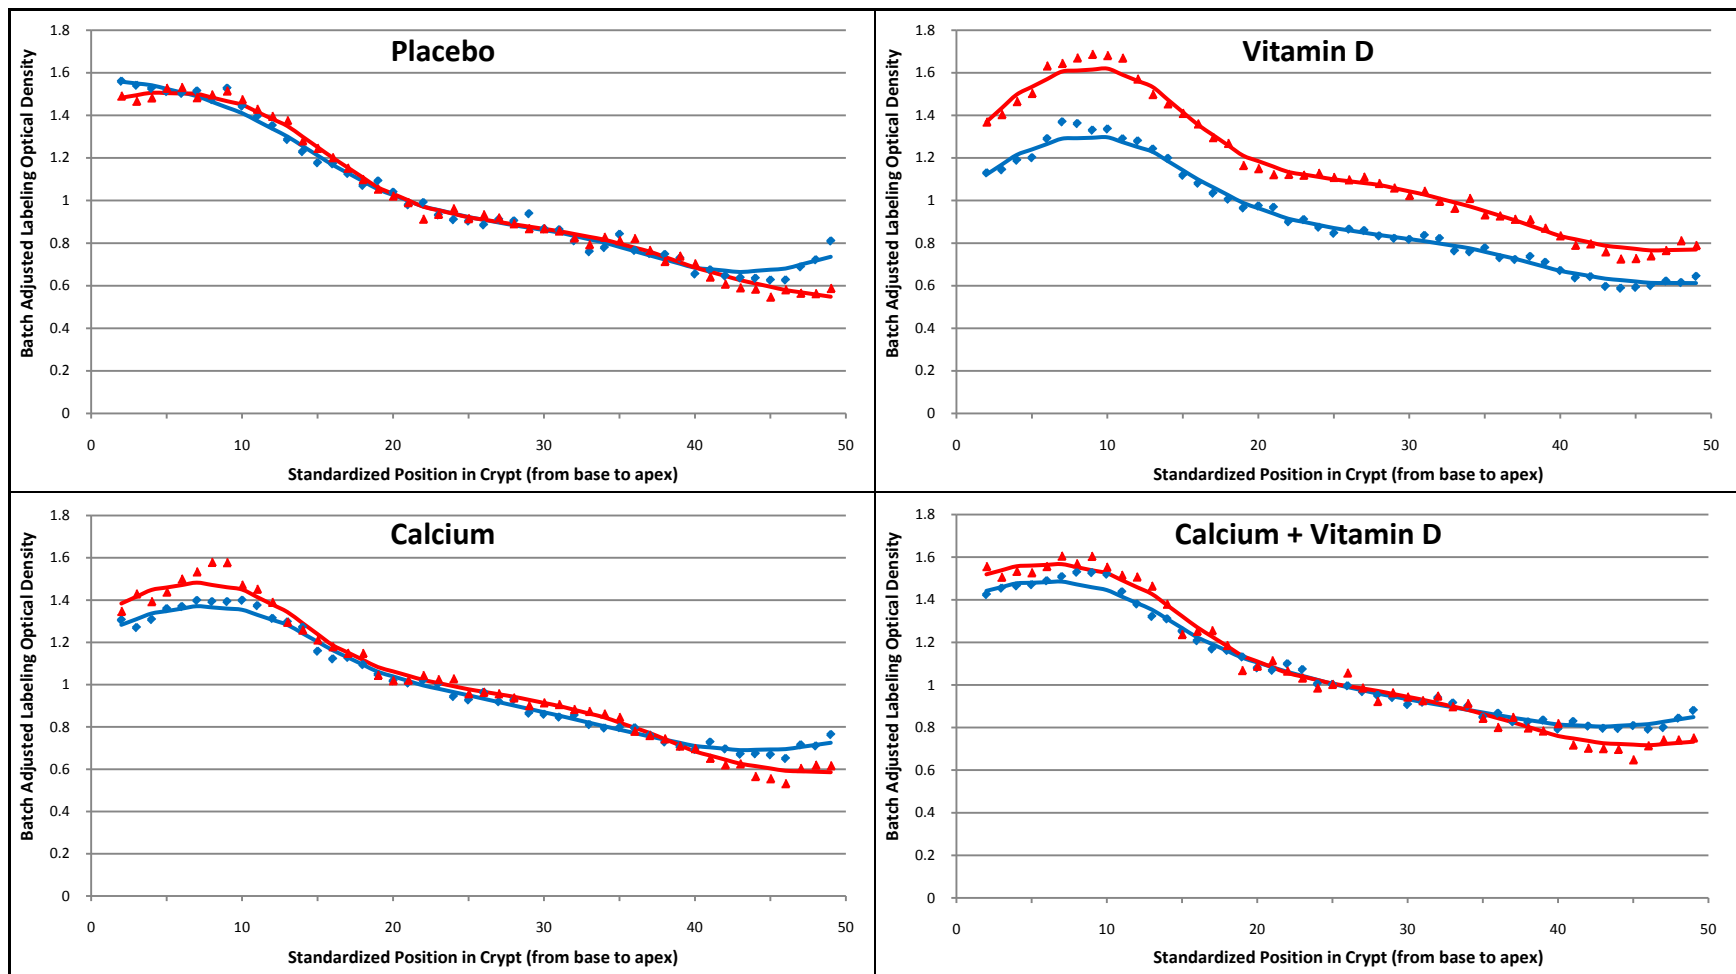 Placebo
Batch Adjusted Labeling Optical Density
1.8
1.6
1.4
1.2
1
0.8
0.6
0.4
0.2
0
0 10 20 30 40 50
Standardized Position in Crypt (from base to apex)
Vitamin D
Batch Adjusted Labeling Optical Density
1.8
1.6
1.4
1.2
1
0.8
0.6
0.4
0.2
0
0 10 20 30 40 50
Standardized Position in Crypt (from base to apex)
Calcium
Batch Adjusted Labeling Optical Density
1.8
1.6
1.4
1.2
1
0.8
0.6
0.4
0.2
0
0 10 20 30 40 50
Standardized Position in Crypt (from base to apex)
Calcium + Vitamin D
Batch Adjusted Labeling Optical Density
1.8
1.6
1.4
1.2
1
0.8
0.6
0.4
0.2
0
0 10 20 30 40 50
Standardized Position in Crypt (from base to apex)